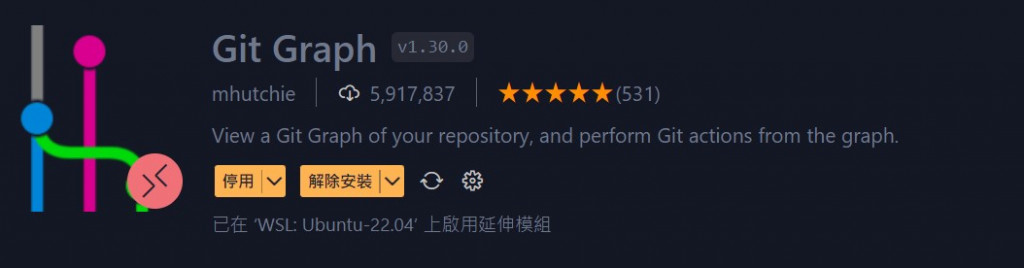 Git Graph v1.30.0
mhutchie 5,917,837 ★★★★★(531)
View a Git Graph of your repository, and perform Git actions from the graph.
停用 解除安裝
已在 ‘WSL: Ubuntu-22.04’ 上啟用延伸模組